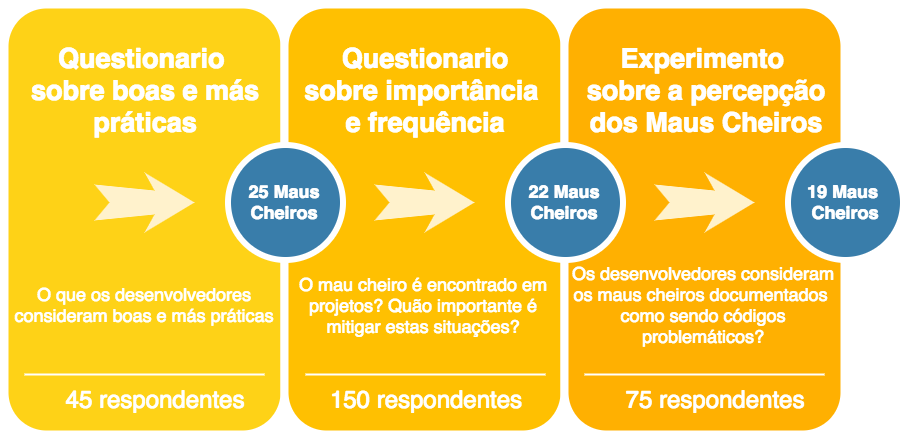 Questionario
sobre boas e más
práticas
25 Maus
Cheiros
O que os desenvolvedores
consideram boas e más práticas
45 respondentes
Questionario
sobre importância
e frequência
22 Maus
Cheiros
O mau cheiro é encontrado em
projetos? Quão importante é
mitigar estas situações?
150 respondentes
Experimento
sobre a percepção
dos Maus Cheiros
19 Maus
Cheiros
Os desenvolvedores consideram
os maus cheiros documentados
como sendo códigos
problemáticos?
75 respondentes